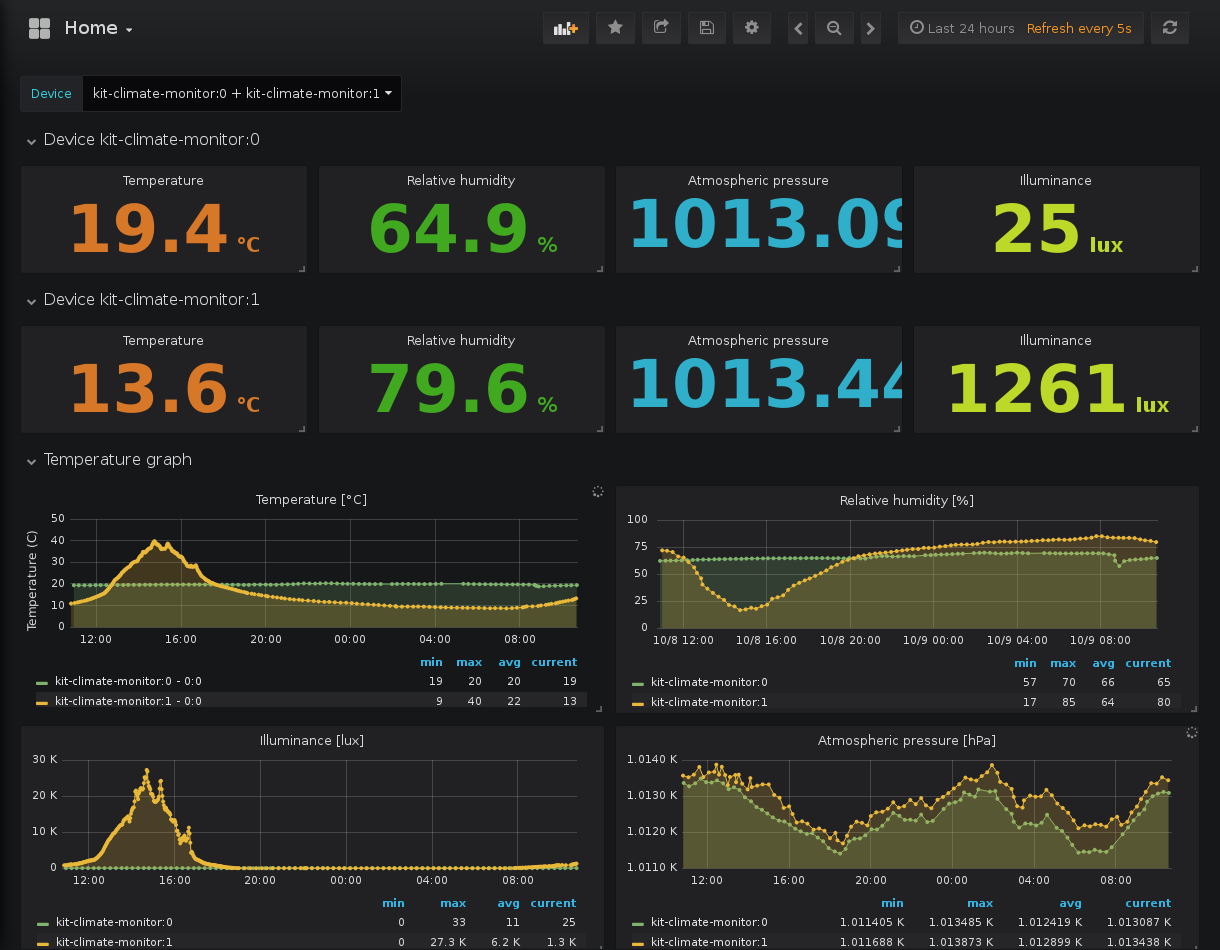 Home
Last 24 hours Refresh every 5s
Device kit-climate-monitor:0 + kit-climate-monitor:1
Device kit-climate-monitor:0
Temperature Relative humidity Atmospheric pressure Illuminance
19.4 °C 64.9 % 1013.09 25 lux
Device kit-climate-monitor:1
Temperature Relative humidity Atmospheric pressure Illuminance
13.6 °C 79.6 % 1013.44 1261 lux
Temperature graph
Temperature [°C]
Temperature (C)
50
40
30
20
10
0
12:00 16:00 20:00 00:00 04:00 08:00
min max avg current
kit-climate-monitor:0 - 0:0 19 20 20 19
kit-climate-monitor:1 - 0:0 9 40 22 13
Relative humidity [%]
100
75
50
25
0
10/8 12:00 10/8 16:00 10/8 20:00 10/9 00:00 10/9 04:00 10/9 08:00
min max avg current
kit-climate-monitor:0 57 70 66 65
kit-climate-monitor:1 17 85 64 80
Illuminance [lux]
30 K
20 K
10 K
0
12:00 16:00 20:00 00:00 04:00 08:00
min max avg current
kit-climate-monitor:0 0 33 11 25
kit-climate-monitor:1 0 27.3 K 6.2 K 1.3 K
Atmospheric pressure [hPa]
1.0140 K
1.0130 K
1.0120 K
1.0110 K
12:00 16:00 20:00 00:00 04:00 08:00
min max avg current
kit-climate-monitor:0 1.011405 K 1.013485 K 1.012419 K 1.013087 K
kit-climate-monitor:1 1.011688 K 1.013873 K 1.012899 K 1.013438 K